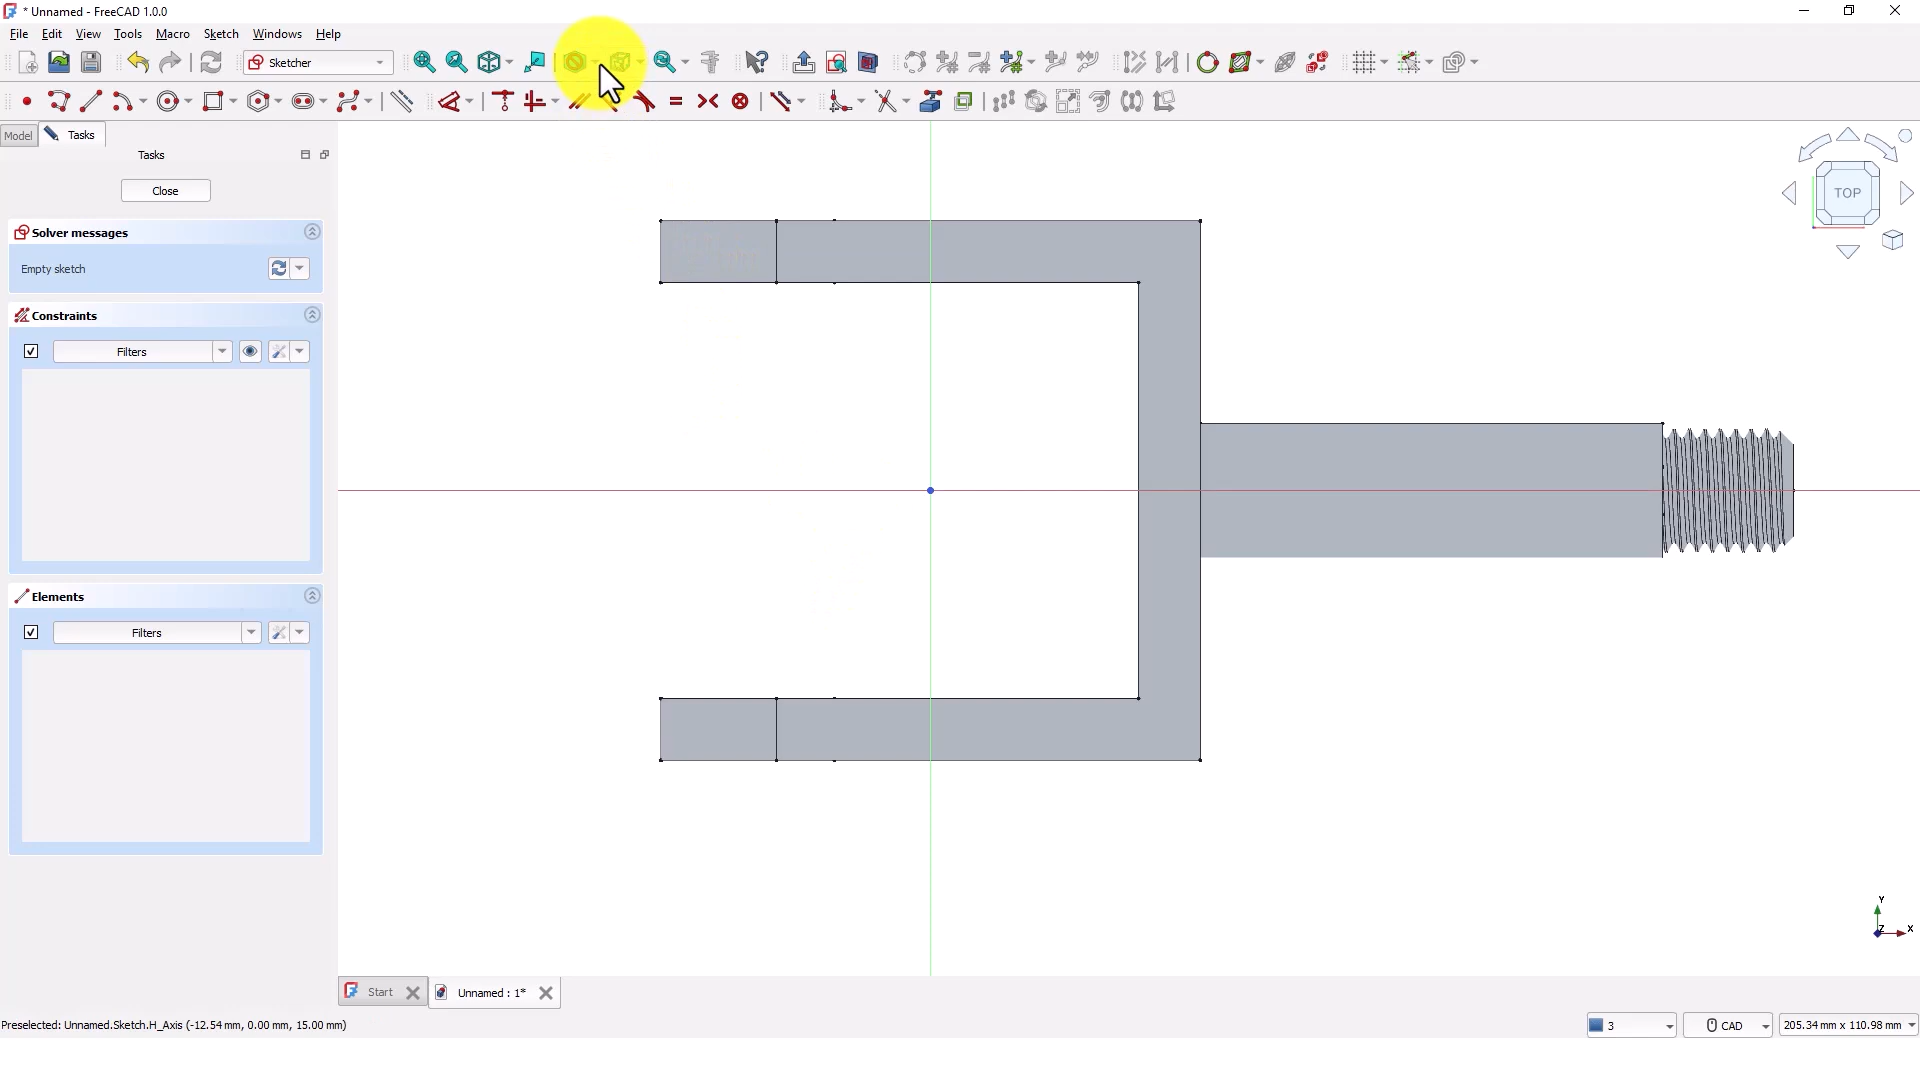 * Unnamed - FreeCAD 1.0.0
File Edit View Tools Macro Sketch Windows Help
Sketcher
Model Tasks
Tasks
Close
TOP
Solver messages
Empty sketch
Constraints
Filters
Elements
Filters
Y
Z X
Start Unnamed : 1*
Preselected: Unnamed.Sketch.H_Axis (-12.54 mm, 0.00 mm, 15.00 mm) 3 CAD 205.34 mm x 110.98 mm